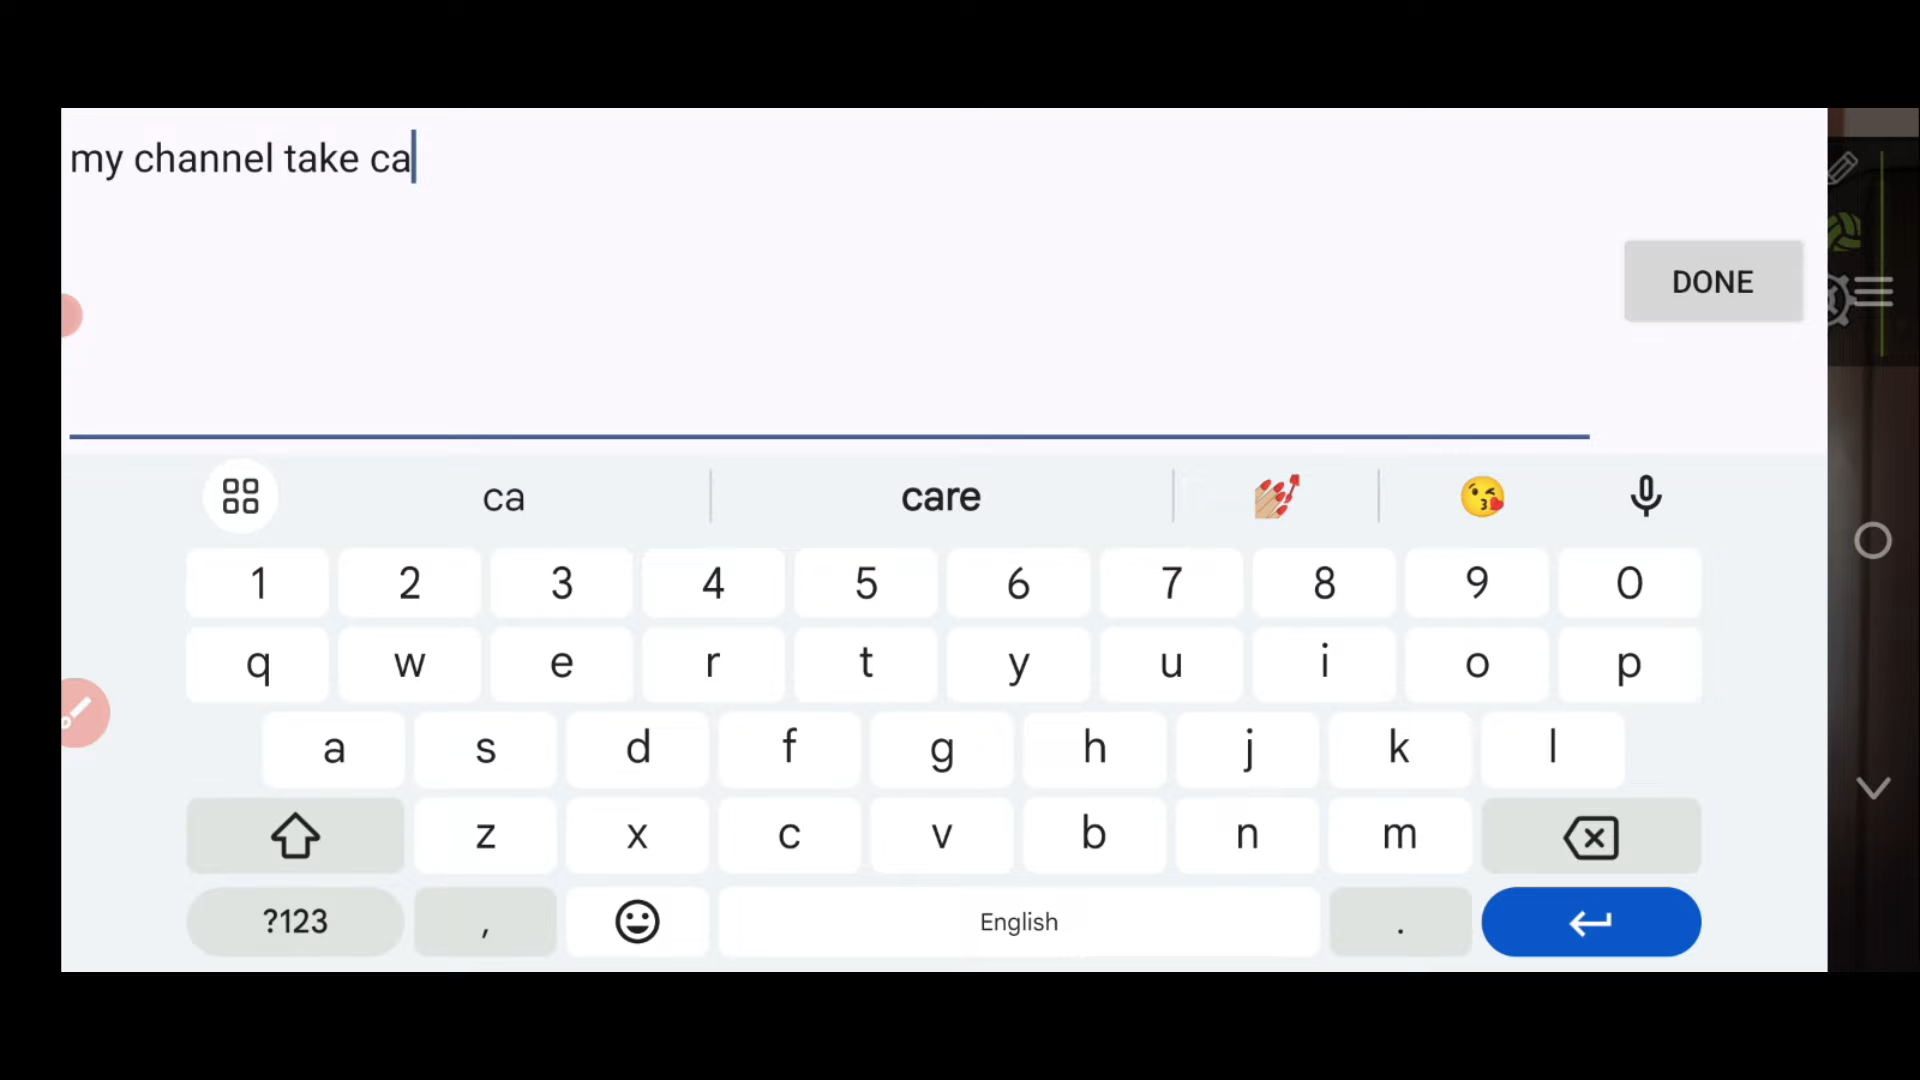 my channel take ca
DONE
ca care
1 2 3 4 5 6 7 8 9 0
q w e r t y u i o p
a s d f g h j k l
z x c v b n m
?123 , English .